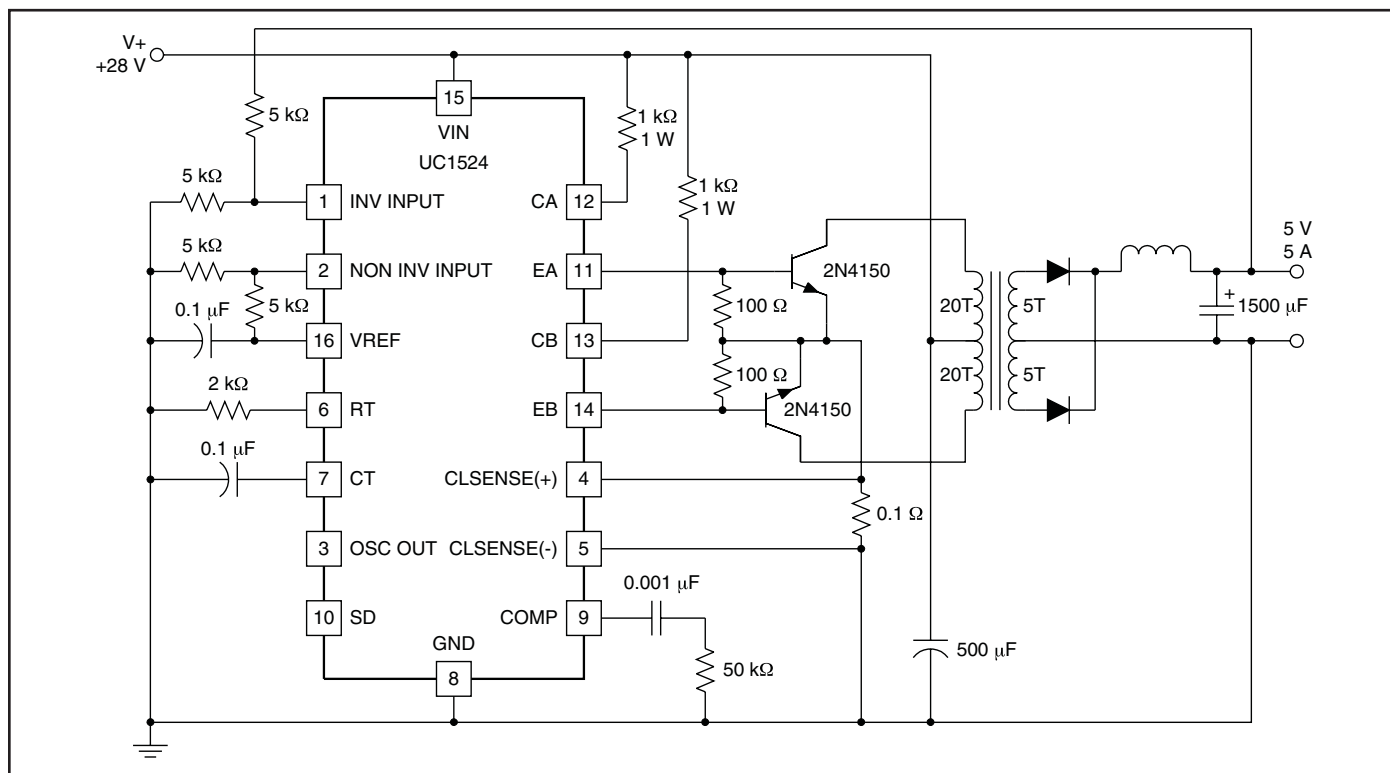 V+
+28 V
15
VIN
UC1524
5 kΩ
1 kΩ
1 W
1 kΩ
1 W
5 kΩ
1
INV INPUT
CA
12
5 kΩ
2
NON INV INPUT
EA
11
2N4150
5 V
5 A
5 kΩ
0.1 µF
16
VREF
CB
13
100 Ω
20T
5T
+
1500 µF
100 Ω
20T
5T
2 kΩ
6
RT
EB
14
2N4150
0.1 µF
7
CT
CLSENSE(+)
4
0.1 Ω
3
OSC OUT
CLSENSE(-)
5
0.001 µF
10
SD
COMP
9
GND
8
50 kΩ
500 µF